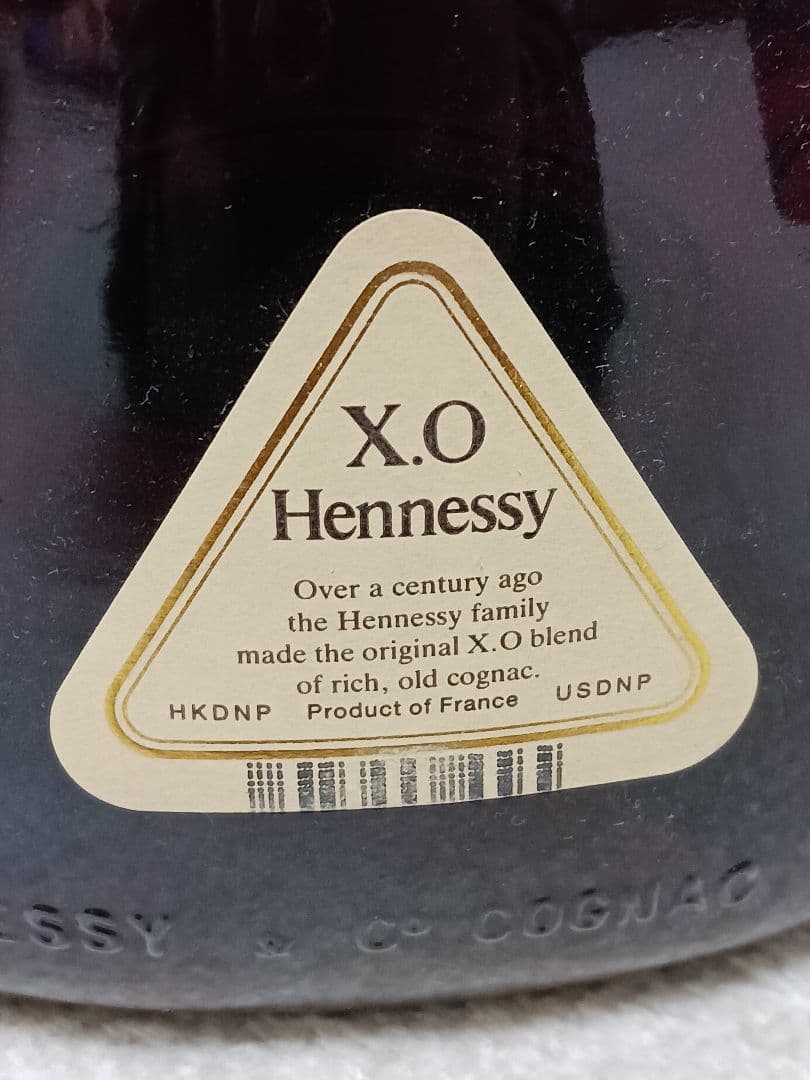 X.O
Hennessy
Over a century ago
the Hennessy family
made the original X.O blend
of rich, old cognac.
HKDNP Product of France USDNP
ESSY & Cº COGNAC